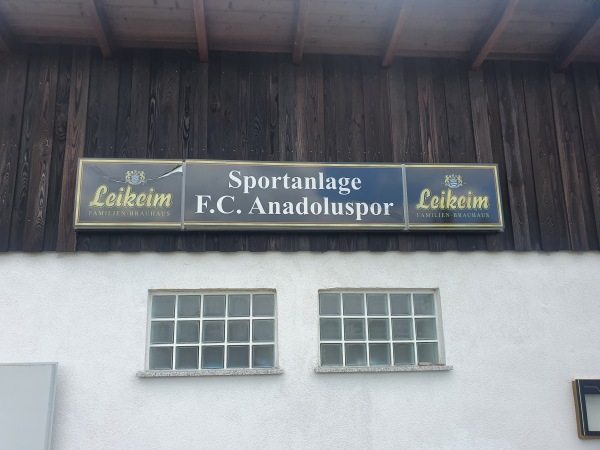 Leikeim
FAMILIEN-BRAUHAUS
Sportanlage
F.C. Anadoluspor
Leikeim
FAMILIEN-BRAUHAUS